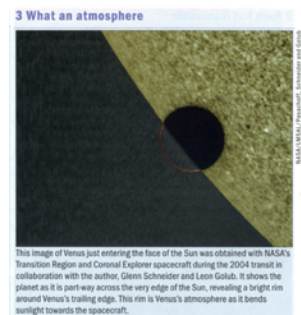 3 What an atmosphere
NASA/LMSAL/Pasachoff, Schneider and Golub
This image of Venus just entering the face of the Sun was obtained with NASA's
Transition Region and Coronal Explorer spacecraft during the 2004 transit in
collaboration with the author, Glenn Schneider and Leon Golub. It shows the
planet as it is part-way across the very edge of the Sun, revealing a bright rim
around Venus's trailing edge. This rim is Venus's atmosphere as it bends
sunlight towards the spacecraft.